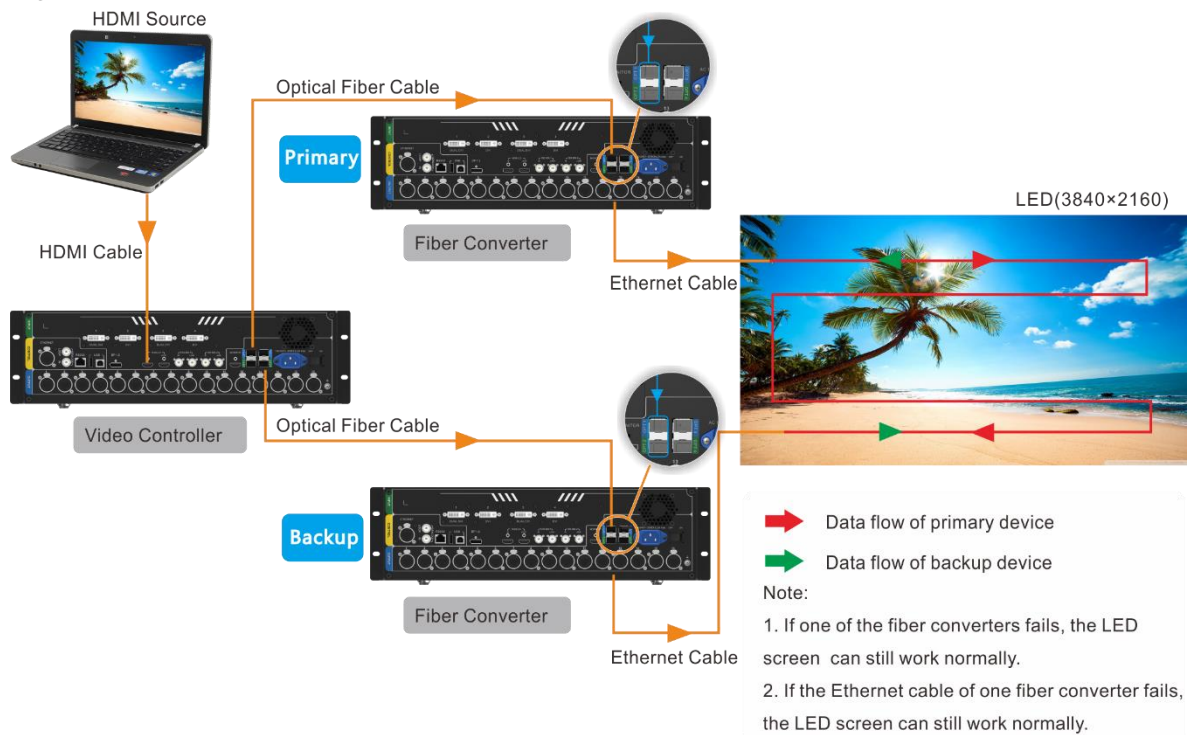 HDMI Source
Optical Fiber Cable
Primary
Fiber Converter
LED(3840×2160)
HDMI Cable
Ethernet Cable
Video Controller
Optical Fiber Cable
Backup
Fiber Converter
Ethernet Cable
Data flow of primary device
Data flow of backup device
Note:
1. If one of the fiber converters fails, the LED
screen can still work normally.
2. If the Ethernet cable of one fiber converter fails,
the LED screen can still work normally.